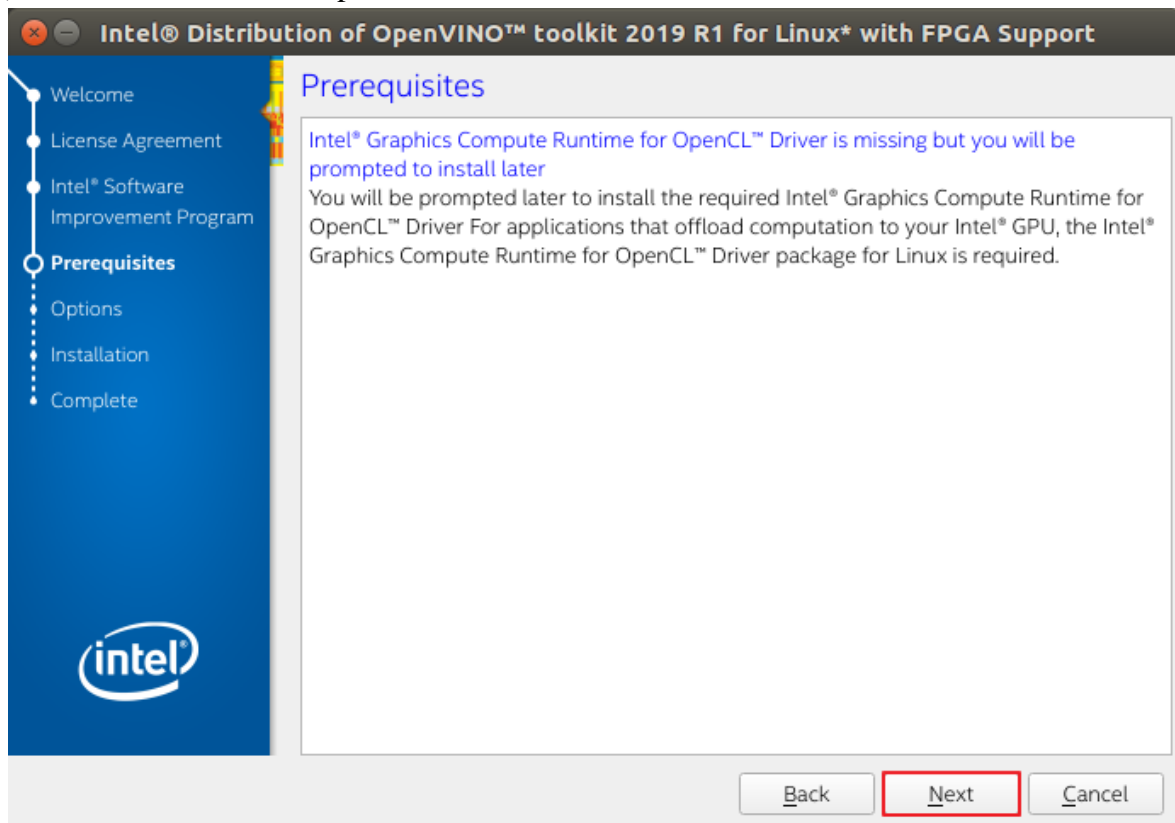 Intel® Distribution of OpenVINO™ toolkit 2019 R1 for Linux* with FPGA Support
Welcome
License Agreement
Intel® Software
Improvement Program
Prerequisites
Options
Installation
Complete
intel®
Prerequisites
Intel® Graphics Compute Runtime for OpenCL™ Driver is missing but you will be
prompted to install later
You will be prompted later to install the required Intel® Graphics Compute Runtime for
OpenCL™ Driver For applications that offload computation to your Intel® GPU, the Intel®
Graphics Compute Runtime for OpenCL™ Driver package for Linux is required.
Back
Next
Cancel